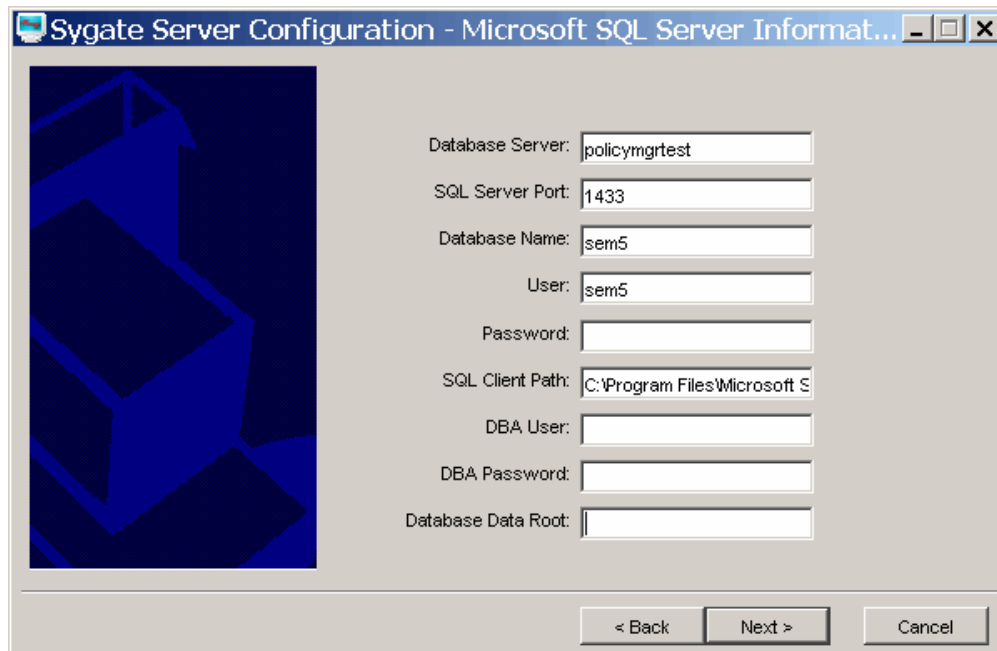 Sygate Server Configuration - Microsoft SQL Server Informat...
Database Server: policymgrtest
SQL Server Port: 1433
Database Name: sem5
User: sem5
Password:
SQL Client Path: C:\Program Files\Microsoft S
DBA User:
DBA Password:
Database Data Root:
< Back Next > Cancel